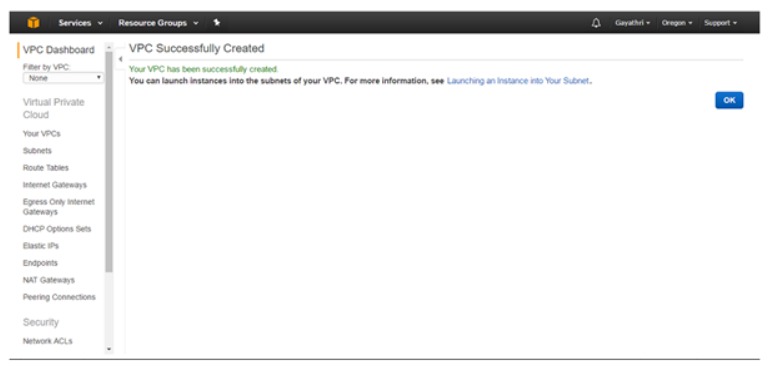 Services Resource Groups Gayathri Oregon Support
VPC Dashboard
Filter by VPC:
None
Virtual Private
Cloud
Your VPCs
Subnets
Route Tables
Internet Gateways
Egress Only Internet
Gateways
DHCP Options Sets
Elastic IPs
Endpoints
NAT Gateways
Peering Connections
Security
Network ACLs
VPC Successfully Created
Your VPC has been successfully created.
You can launch instances into the subnets of your VPC. For more information, see Launching an Instance into Your Subnet..
OK